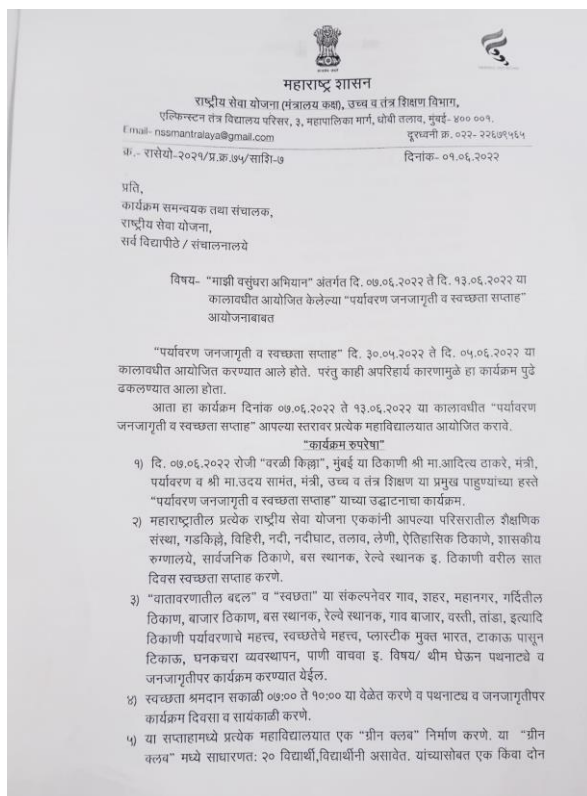 महाराष्ट्र शासन
राष्ट्रीय सेवा योजना (मंत्रालय कक्ष), उच्च व तंत्र शिक्षण विभाग,
एल्फिन्स्टन तंत्र विद्यालय परिसर, ३, महापालिका मार्ग, धोबी तलाव, मुंबई- ४०० ००१.
Email- nssmantralaya@gmail.com दूरध्वनी क्र. ०२२- २२६७९५६५
क्र.- रासेयो-२०२१/प्र.क्र.७५/साशि-७ दिनांक- ०१.०६.२०२२
प्रति,
कार्यक्रम समन्वयक तथा संचालक,
राष्ट्रीय सेवा योजना,
सर्व विद्यापीठे / संचालनालये
विषय- “माझी वसुंधरा अभियान” अंतर्गत दि. ०७.०६.२०२२ ते दि. १३.०६.२०२२ या
कालावधीत आयोजित केलेल्या “पर्यावरण जनजागृती व स्वच्छता सप्ताह”
आयोजनाबाबत
“पर्यावरण जनजागृती व स्वच्छता सप्ताह” दि. ३०.०५.२०२२ ते दि. ०५.०६.२०२२ या
कालावधीत आयोजित करण्यात आले होते. परंतु काही अपरिहार्य कारणामुळे हा कार्यक्रम पुढे
ढकलण्यात आला होता.
आता हा कार्यक्रम दिनांक ०७.०६.२०२२ ते १३.०६.२०२२ या कालावधीत “पर्यावरण
जनजागृती व स्वच्छता सप्ताह” आपल्या स्तरावर प्रत्येक महाविद्यालयात आयोजित करावे.
“कार्यक्रम रुपरेषा”
१) दि. ०७.०६.२०२२ रोजी “वरळी किल्ला”, मुंबई या ठिकाणी श्री मा.आदित्य ठाकरे, मंत्री,
पर्यावरण व श्री मा.उदय सामंत, मंत्री, उच्च व तंत्र शिक्षण या प्रमुख पाहुण्यांच्या हस्ते
“पर्यावरण जनजागृती व स्वच्छता सप्ताह” याच्या उद्घाटनाचा कार्यक्रम.
२) महाराष्ट्रातील प्रत्येक राष्ट्रीय सेवा योजना एककांनी आपल्या परिसरातील शैक्षणिक
संस्था, गडकिल्ले, विहिरी, नदी, नदीघाट, तलाव, लेणी, ऐतिहासिक ठिकाणे, शासकीय
रुग्णालये, सार्वजनिक ठिकाणे, बस स्थानक, रेल्वे स्थानक इ. ठिकाणी वरील सात
दिवस स्वच्छता सप्ताह करणे.
३) “वातावरणातील बद्दल” व “स्वछता” या संकल्पनेवर गाव, शहर, महानगर, गर्दितील
ठिकाण, बाजार ठिकाण, बस स्थानक, रेल्वे स्थानक, गाव बाजार, वस्ती, तांडा, इत्यादि
ठिकाणी पर्यावरणाचे महत्त्व, स्वच्छतेचे महत्त्व, प्लास्टीक मुक्त भारत, टाकाऊ पासून
टिकाऊ, घनकचरा व्यवस्थापन, पाणी वाचवा इ. विषय/ थीम घेऊन पथनाट्ये व
जनजागृतीपर कार्यक्रम करण्यात येईल.
४) स्वच्छता श्रमदान सकाळी ०७:०० ते १०:०० या वेळेत करणे व पथनाट्य व जनजागृतीपर
कार्यक्रम दिवसा व सायंकाळी करणे.
५) या सप्ताहामध्ये प्रत्येक महाविद्यालयात एक “ग्रीन क्लब” निर्माण करणे. या “ग्रीन
क्लब” मध्ये साधारणत: २० विद्यार्थी,विद्यार्थीनी असावेत. यांच्यासोबत एक किंवा दोन